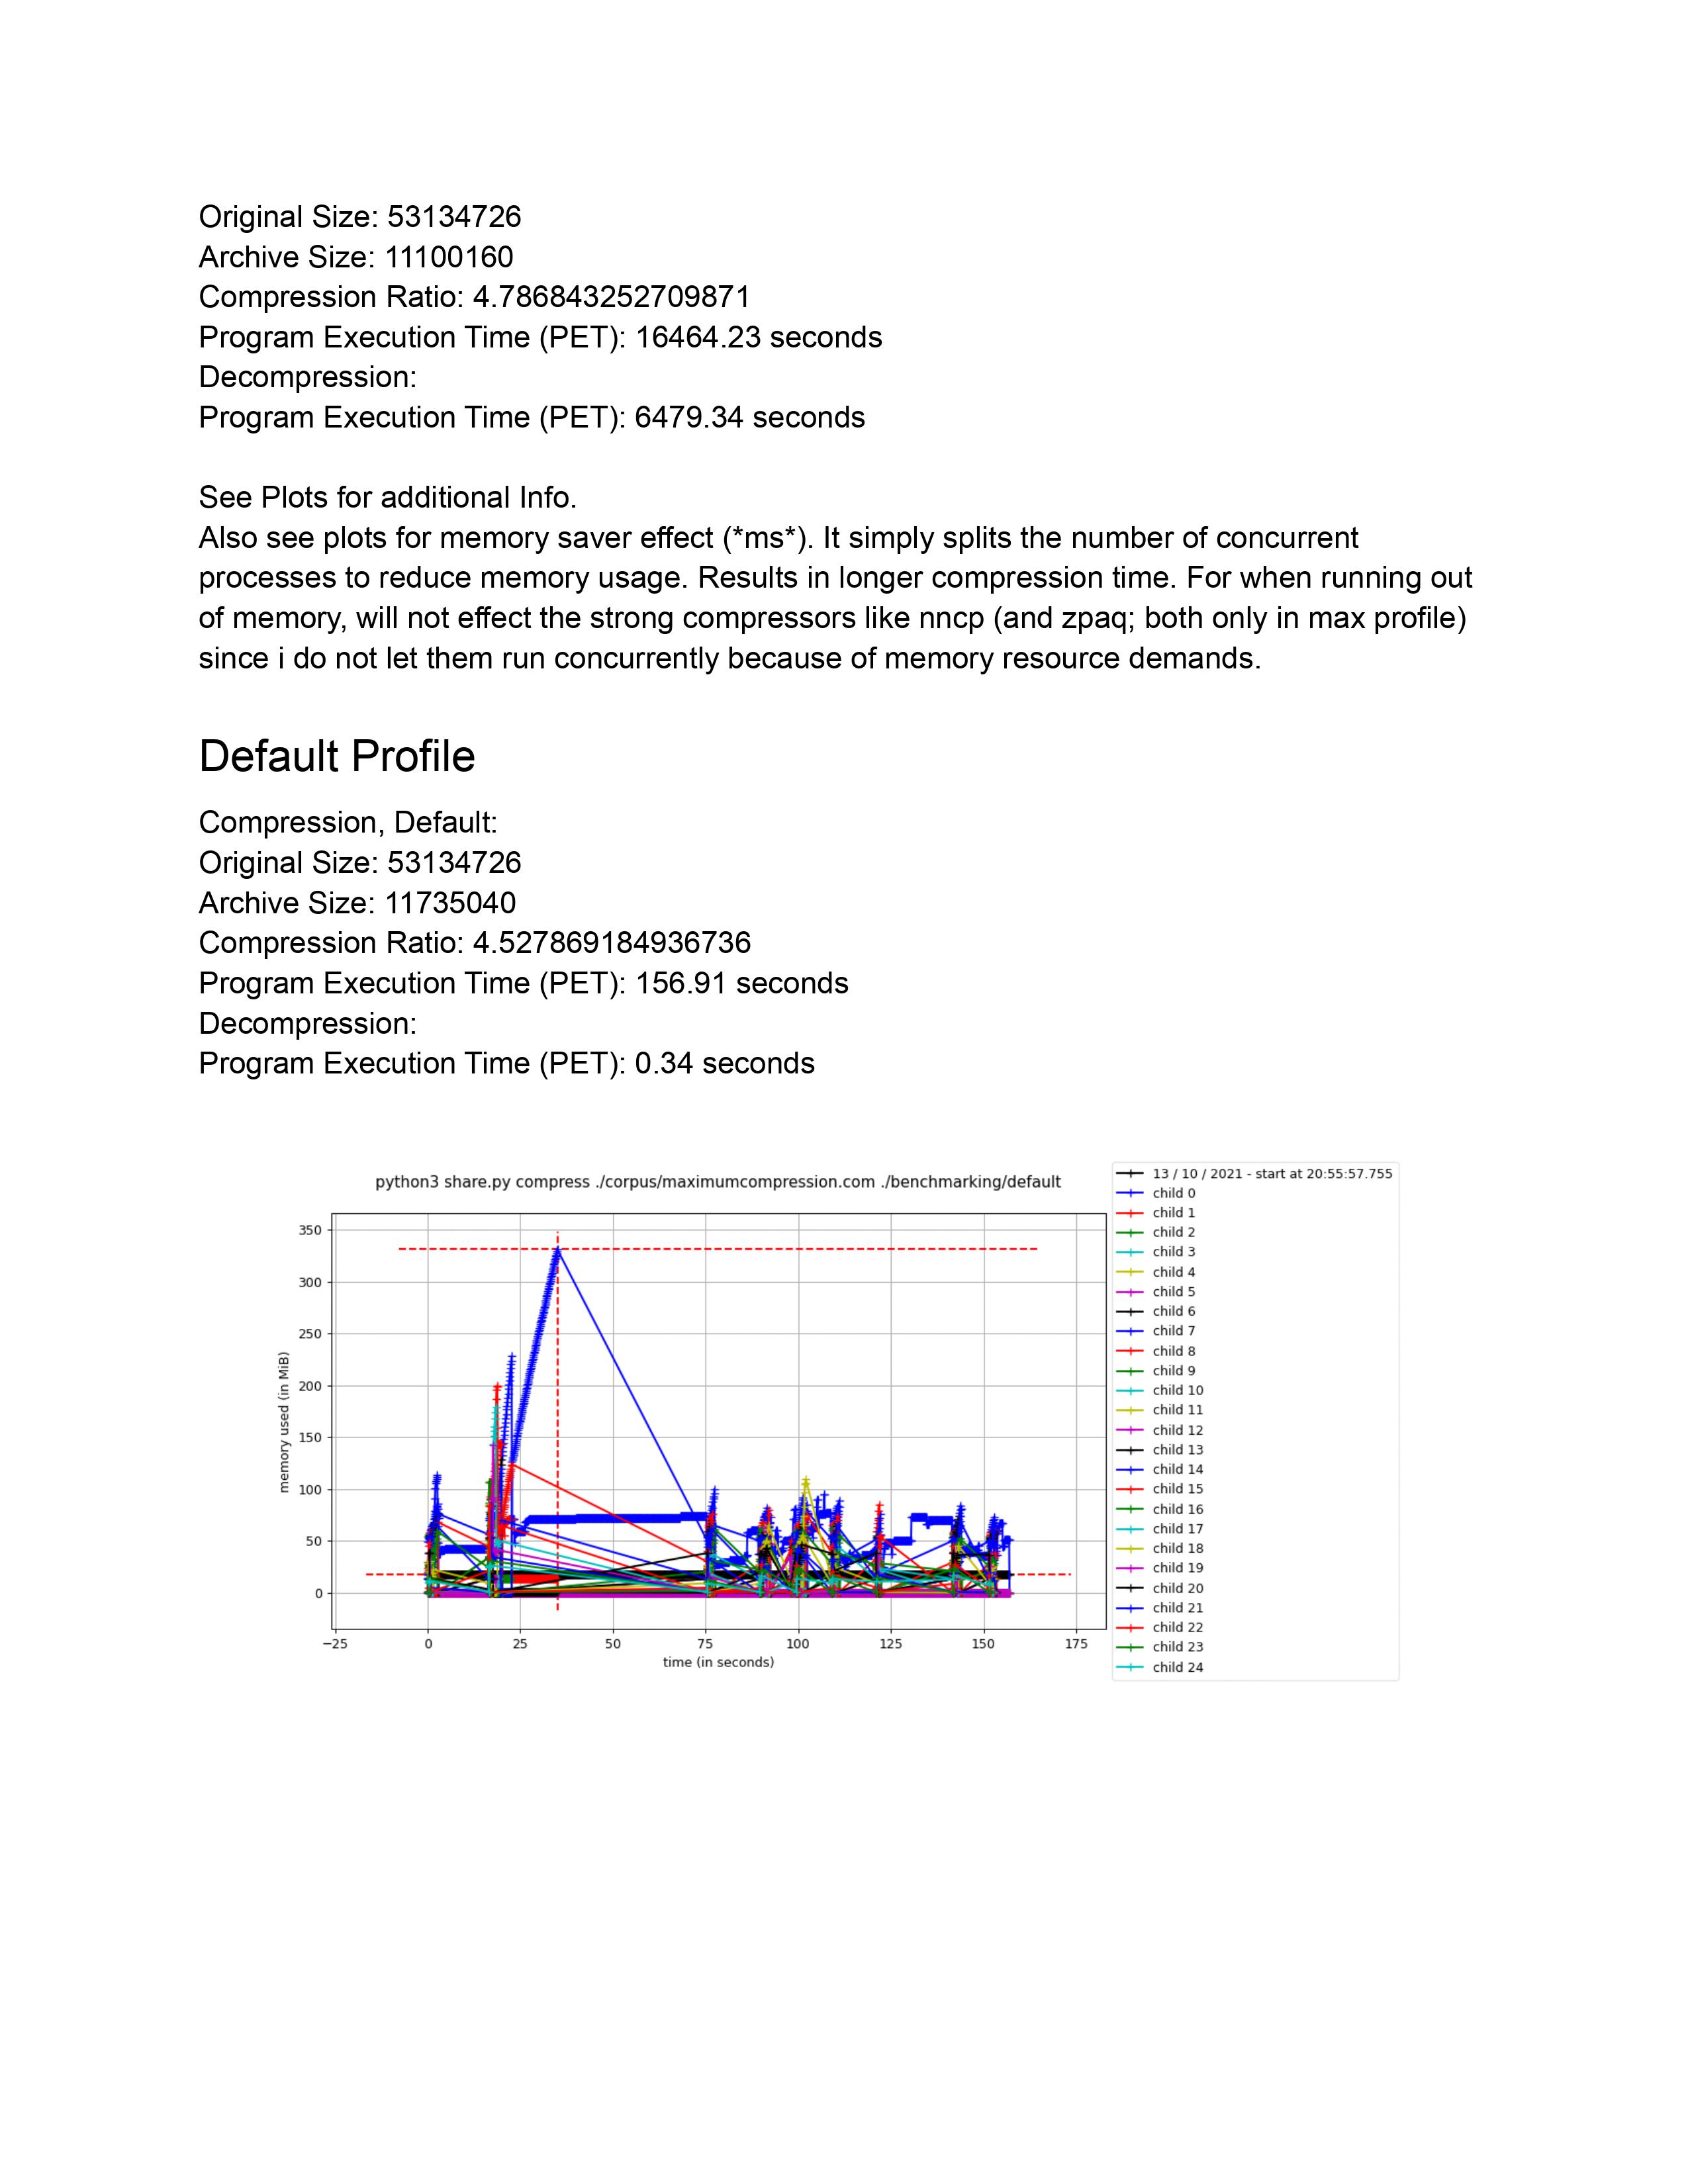 Original Size: 53134726
Archive Size: 11100160
Compression Ratio: 4.786843252709871
Program Execution Time (PET): 16464.23 seconds
Decompression:
Program Execution Time (PET): 6479.34 seconds
See Plots for additional Info.
Also see plots for memory saver effect (*ms*). It simply splits the number of concurrent
processes to reduce memory usage. Results in longer compression time. For when running out
of memory, will not effect the strong compressors like nncp (and zpaq; both only in max profile)
since i do not let them run concurrently because of memory resource demands.
Default Profile
Compression, Default:
Original Size: 53134726
Archive Size: 11735040
Compression Ratio: 4.527869184936736
Program Execution Time (PET): 156.91 seconds
Decompression:
Program Execution Time (PET): 0.34 seconds
python3 share.py compress ./corpus/maximumcompression.com ./benchmarking/default
350
300
250
200
150
100
50
0
memory used (in MiB)
−25 0 25 50 75 100 125 150 175
time (in seconds)
13 / 10 / 2021 - start at 20:55:57.755
child 0
child 1
child 2
child 3
child 4
child 5
child 6
child 7
child 8
child 9
child 10
child 11
child 12
child 13
child 14
child 15
child 16
child 17
child 18
child 19
child 20
child 21
child 22
child 23
child 24